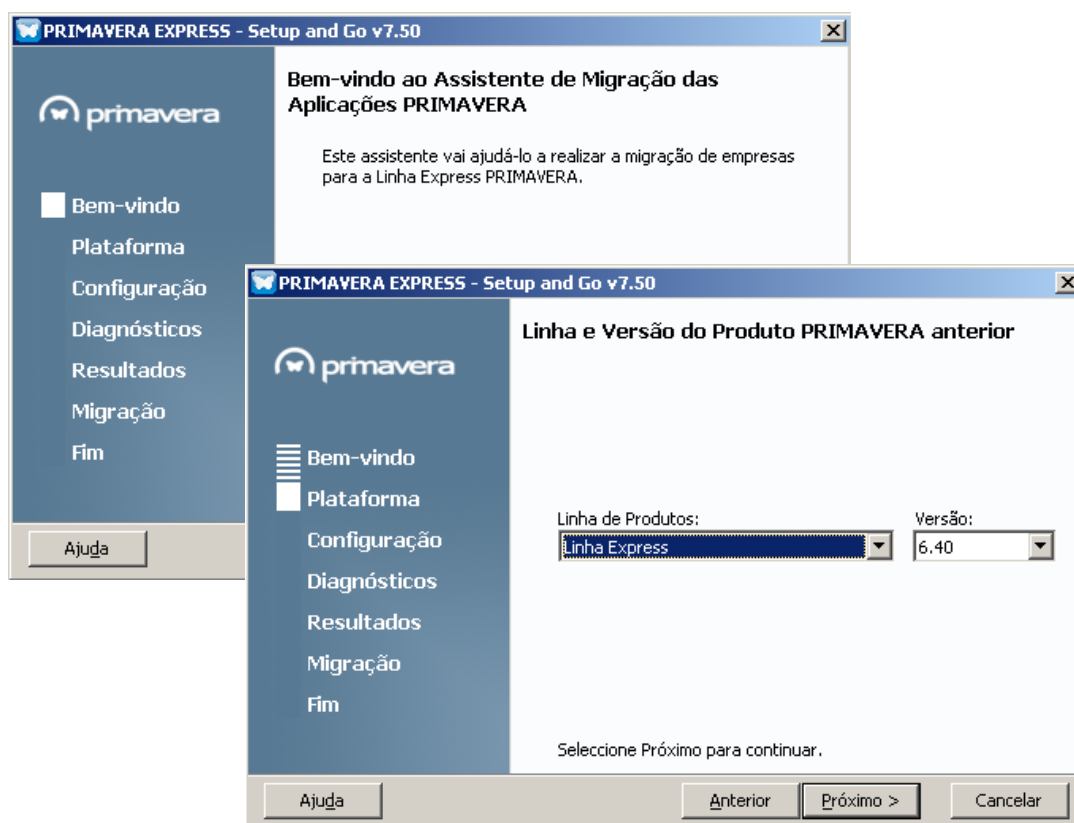 PRIMAVERA EXPRESS - Setup and Go v7.50
primavera
Bem-vindo
Plataforma
Configuração
Diagnósticos
Resultados
Migração
Fim
Bem-vindo ao Assistente de Migração das
Aplicações PRIMAVERA
Este assistente vai ajudá-lo a realizar a migração de empresas
para a Linha Express PRIMAVERA.
Ajuda
PRIMAVERA EXPRESS - Setup and Go v7.50
primavera
Bem-vindo
Plataforma
Configuração
Diagnósticos
Resultados
Migração
Fim
Linha e Versão do Produto PRIMAVERA anterior
Linha de Produtos: Versão:
Linha Express 6.40
Seleccione Próximo para continuar.
Ajuda Anterior Próximo > Cancelar